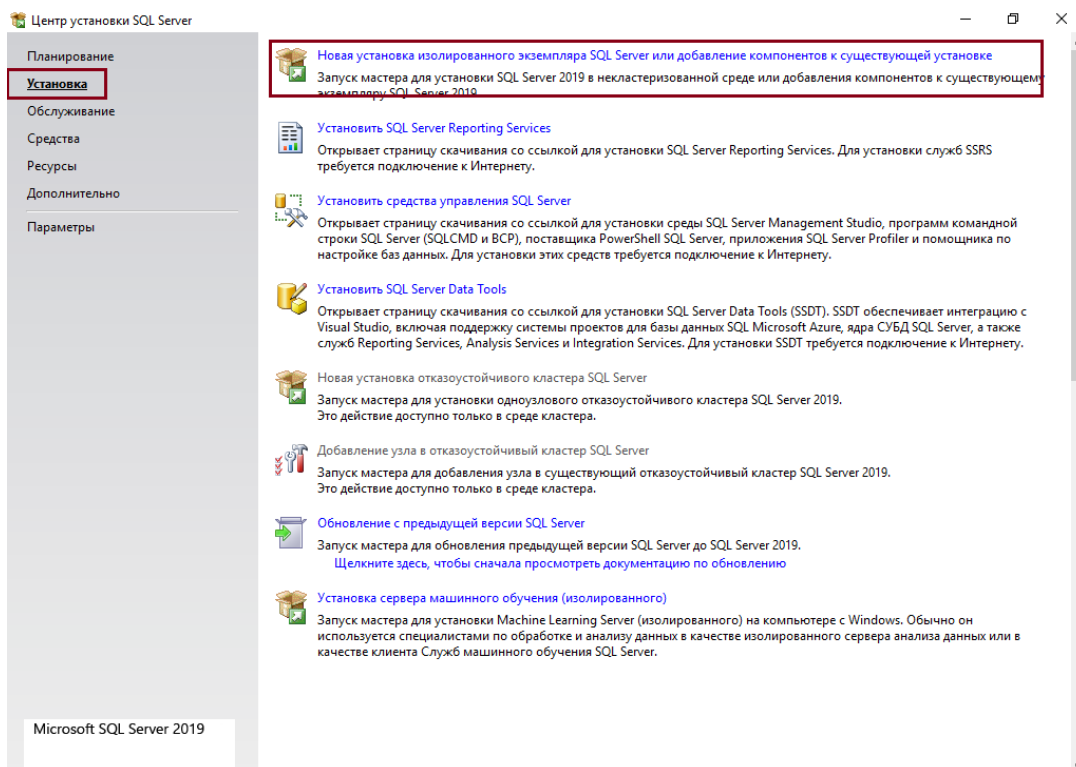 Центр установки SQL Server
Планирование
Установка
Обслуживание
Средства
Ресурсы
Дополнительно
Параметры
Новая установка изолированного экземпляра SQL Server или добавление компонентов к существующей установке
Запуск мастера для установки SQL Server 2019 в некластеризованной среде или добавления компонентов к существующему
экземпляру SQL Server 2019.
Установить SQL Server Reporting Services
Открывает страницу скачивания со ссылкой для установки SQL Server Reporting Services. Для установки служб SSRS
требуется подключение к Интернету.
Установить средства управления SQL Server
Открывает страницу скачивания со ссылкой для установки среды SQL Server Management Studio, программ командной
строки SQL Server (SQLCMD и BCP), поставщика PowerShell SQL Server, приложения SQL Server Profiler и помощника по
настройке баз данных. Для установки этих средств требуется подключение к Интернету.
Установить SQL Server Data Tools
Открывает страницу скачивания со ссылкой для установки SQL Server Data Tools (SSDT). SSDT обеспечивает интеграцию с
Visual Studio, включая поддержку системы проектов для базы данных SQL Microsoft Azure, ядра СУБД SQL Server, а также
служб Reporting Services, Analysis Services и Integration Services. Для установки SSDT требуется подключение к Интернету.
Новая установка отказоустойчивого кластера SQL Server
Запуск мастера для установки одноузлового отказоустойчивого кластера SQL Server 2019.
Это действие доступно только в среде кластера.
Добавление узла в отказоустойчивый кластер SQL Server
Запуск мастера для добавления узла в существующий отказоустойчивый кластер SQL Server 2019.
Это действие доступно только в среде кластера.
Обновление с предыдущей версии SQL Server
Запуск мастера для обновления предыдущей версии SQL Server до SQL Server 2019.
Щелкните здесь, чтобы сначала просмотреть документацию по обновлению
Установка сервера машинного обучения (изолированного)
Запуск мастера для установки Machine Learning Server (изолированного) на компьютере с Windows. Обычно он
используется специалистами по обработке и анализу данных в качестве изолированного сервера анализа данных или в
качестве клиента Служб машинного обучения SQL Server.
Microsoft SQL Server 2019